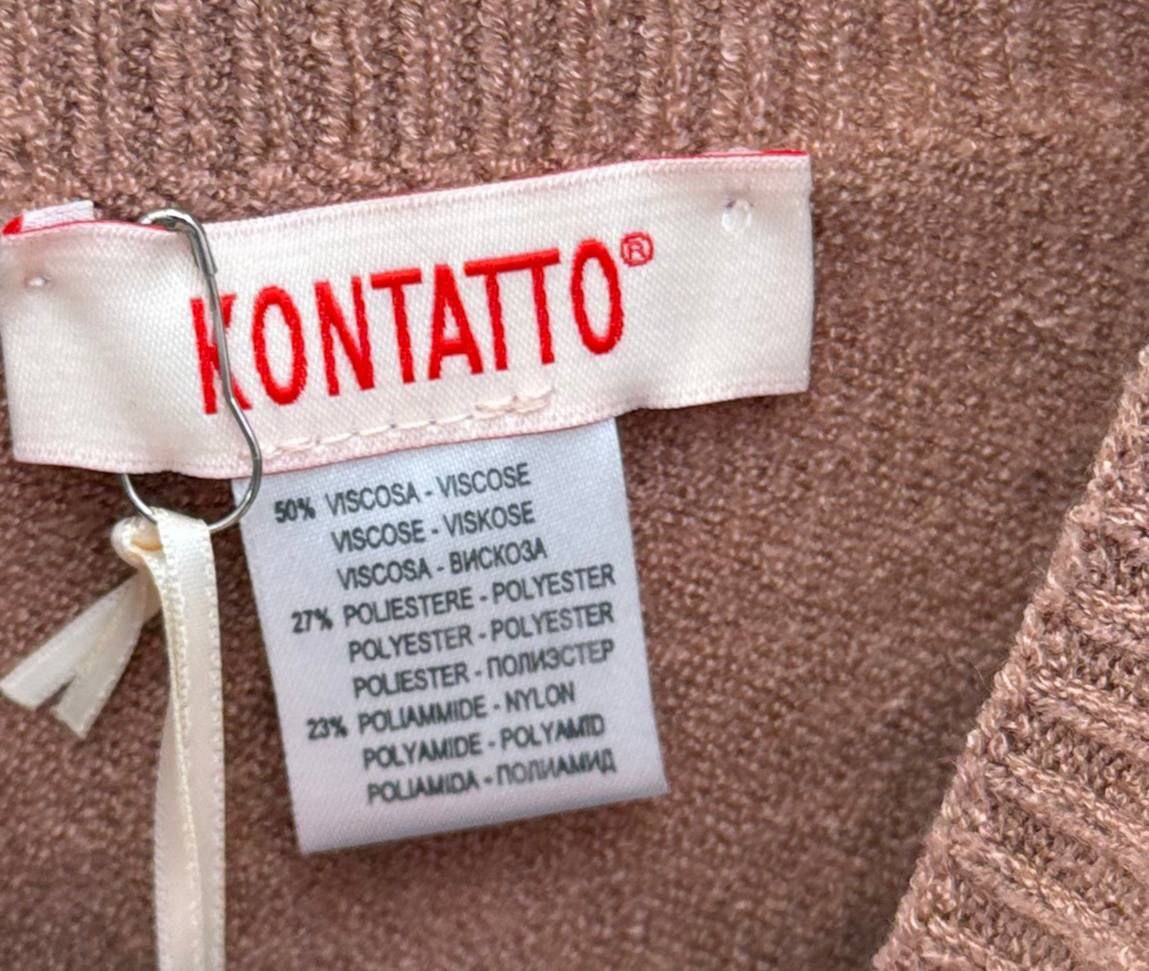 KONTATTO®
50% VISCOSA - VISCOSE
VISCOSE - VISKOSE
VISCOSA - ВИСКОЗА
27% POLIESTERE - POLYESTER
POLYESTER - POLYESTER
POLIESTER - ПОЛИЭСТЕР
23% POLIAMMIDE - NYLON
POLYAMIDE - POLYAMID
POLIAMIDA - ПОЛИАМИД